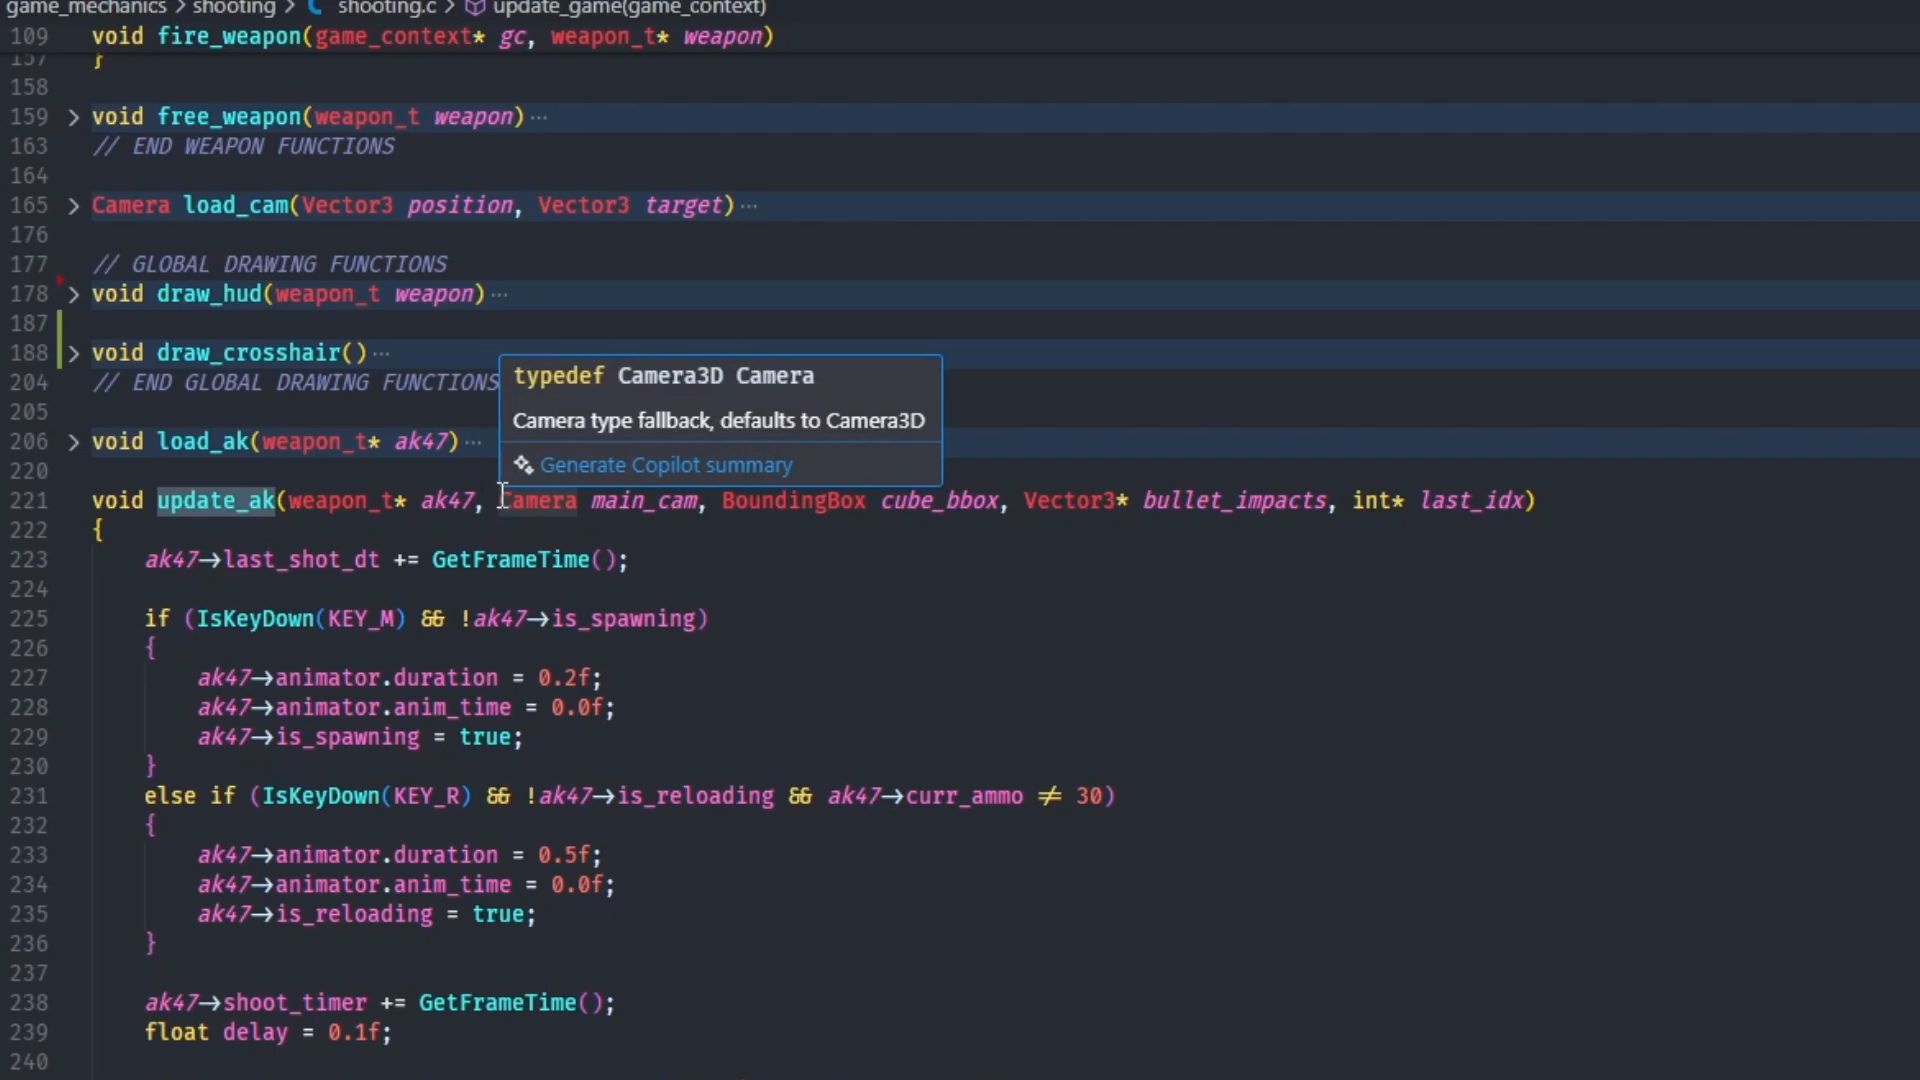 game_mechanics > shooting > C shooting.c > update_game(game_context)
109 void fire_weapon(game_context* gc, weapon_t* weapon)
157 }
158
159 > void free_weapon(weapon_t weapon)···
163 // END WEAPON FUNCTIONS
164
165 > Camera load_cam(Vector3 position, Vector3 target)···
176
177 // GLOBAL DRAWING FUNCTIONS
178 > void draw_hud(weapon_t weapon)···
187
188 > void draw_crosshair()···
204 // END GLOBAL DRAWING FUNCTIONS
typedef Camera3D Camera
Camera type fallback, defaults to Camera3D
Generate Copilot summary
205
206 > void load_ak(weapon_t* ak47)···
220
221 void update_ak(weapon_t* ak47, Camera main_cam, BoundingBox cube_bbox, Vector3* bullet_impacts, int* last_idx)
222 {
223 ak47->last_shot_dt += GetFrameTime();
224
225 if (IsKeyDown(KEY_M) && !ak47->is_spawning)
226 {
227 ak47->animator.duration = 0.2f;
228 ak47->animator.anim_time = 0.0f;
229 ak47->is_spawning = true;
230 }
231 else if (IsKeyDown(KEY_R) && !ak47->is_reloading && ak47->curr_ammo != 30)
232 {
233 ak47->animator.duration = 0.5f;
234 ak47->animator.anim_time = 0.0f;
235 ak47->is_reloading = true;
236 }
237
238 ak47->shoot_timer += GetFrameTime();
239 float delay = 0.1f;
240